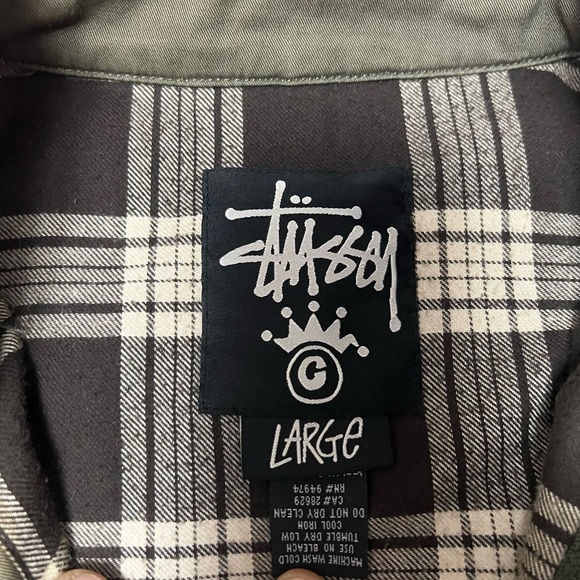 Stüssy
©
LARGE
RN# 94974
CA# 28629
DO NOT DRY CLEAN
COOL IRON
TUMBLE DRY LOW
USE NO BLEACH
MACHINE WASH COLD